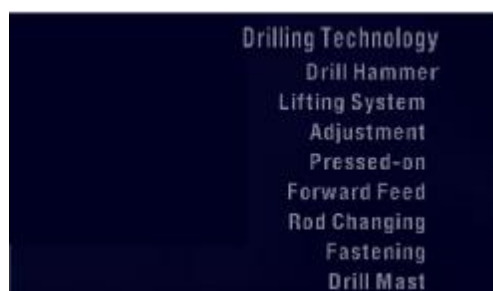 Drilling Technology
Drill Hammer
Lifting System
Adjustment
Pressed-on
Forward Feed
Rod Changing
Fastening
Drill Mast